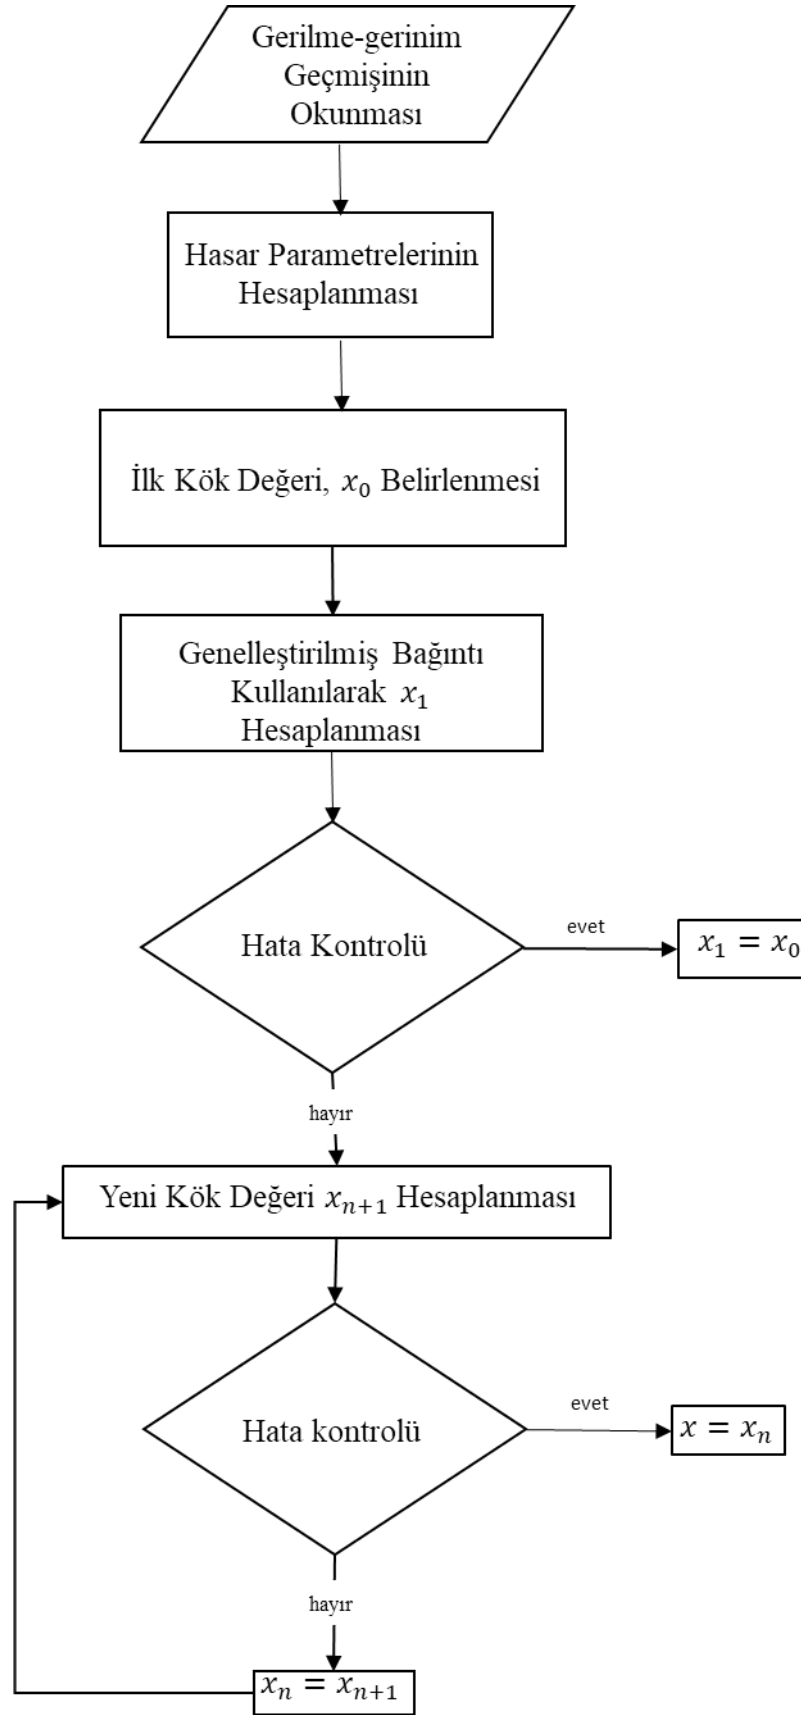 Gerilme-gerinim
Geçmişinin
Okunması
Hasar Parametrelerinin
Hesaplanması
İlk Kök Değeri, x₀ Belirlenmesi
Genelleştirilmiş Bağıntı
Kullanılarak x₁
Hesaplanması
Hata Kontrolü
evet
x₁ = x₀
hayır
Yeni Kök Değeri xₙ₊₁ Hesaplanması
Hata kontrolü
evet
x = xₙ
hayır
xₙ = xₙ₊₁